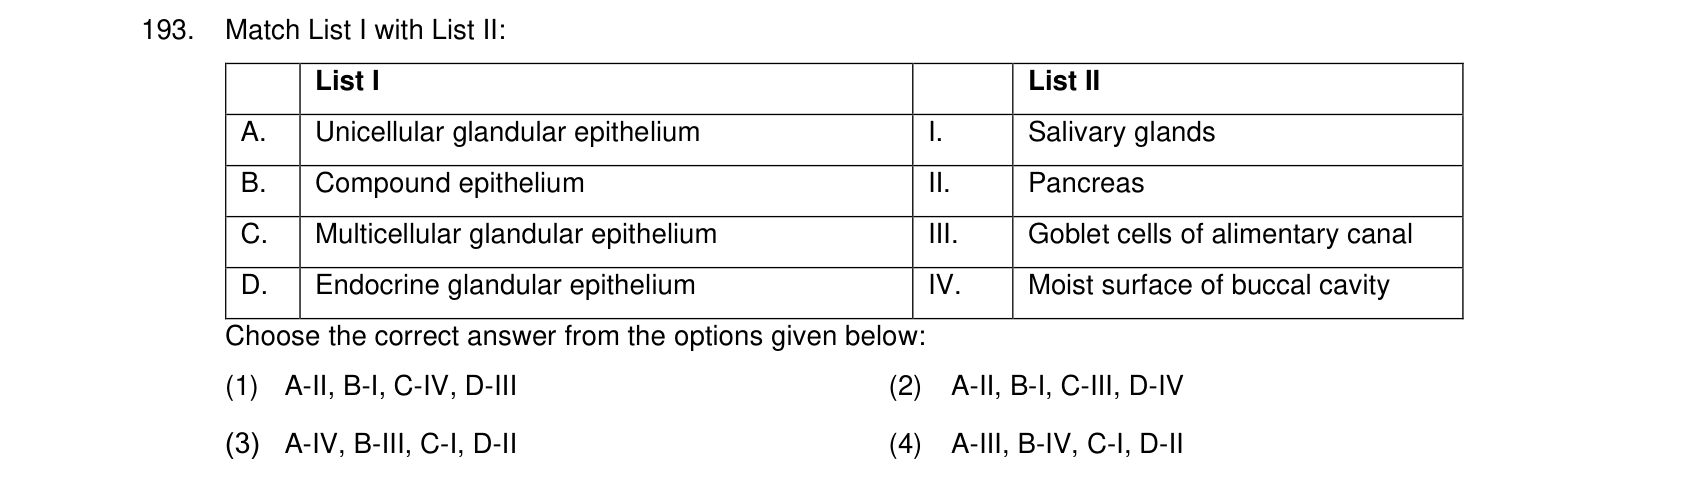 193. Match List I with List II:
List I List II
A. Unicellular glandular epithelium I. Salivary glands
B. Compound epithelium II. Pancreas
C. Multicellular glandular epithelium III. Goblet cells of alimentary canal
D. Endocrine glandular epithelium IV. Moist surface of buccal cavity
Choose the correct answer from the options given below:
(1) A-II, B-I, C-IV, D-III (2) A-II, B-I, C-III, D-IV
(3) A-IV, B-III, C-I, D-II (4) A-III, B-IV, C-I, D-II